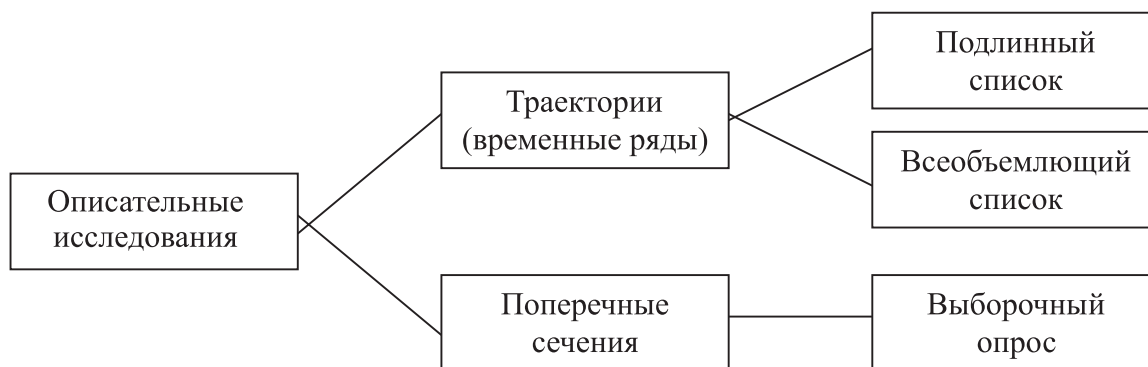 Описательные
исследования
Траектории
(временные ряды)
Поперечные
сечения
Подлинный
список
Всеобъемлющий
список
Выборочный
опрос